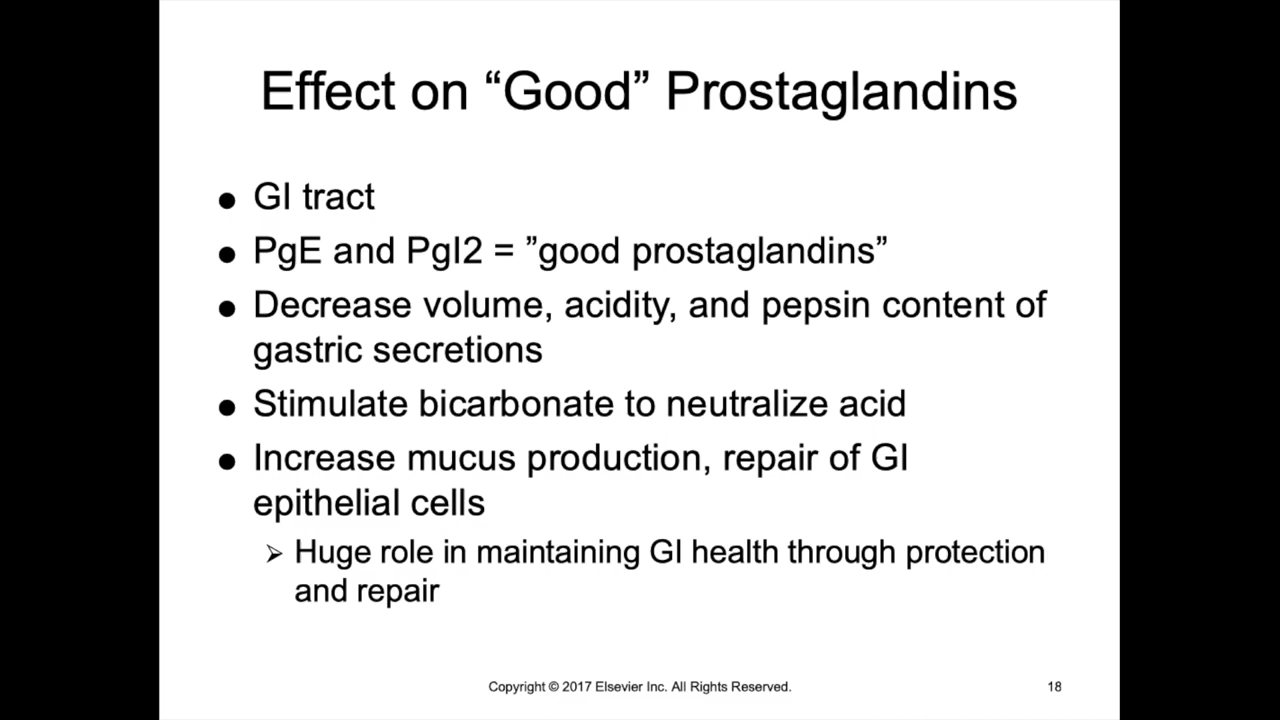 Effect on “Good” Prostaglandins
● GI tract
● PgE and PgI2 = ”good prostaglandins”
● Decrease volume, acidity, and pepsin content of
gastric secretions
● Stimulate bicarbonate to neutralize acid
● Increase mucus production, repair of GI
epithelial cells
➢ Huge role in maintaining GI health through protection
and repair
Copyright © 2017 Elsevier Inc. All Rights Reserved.
18